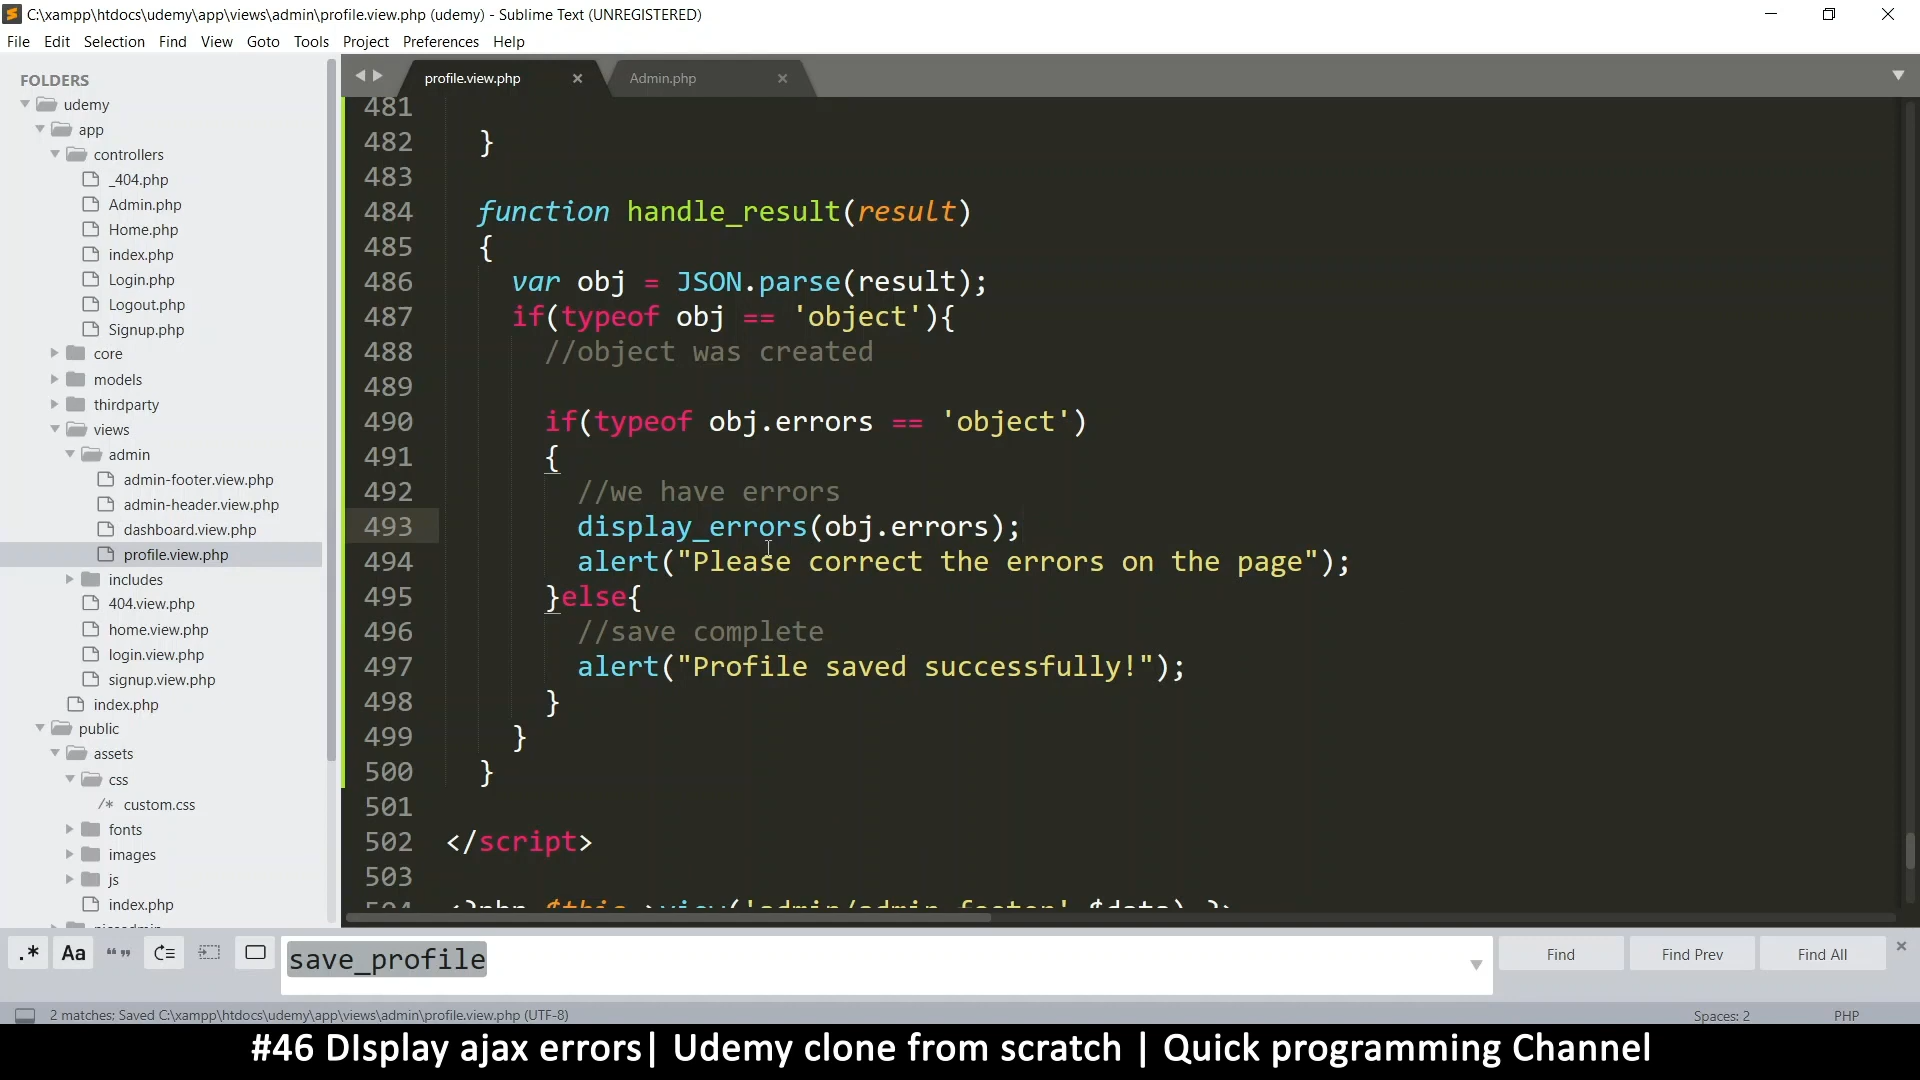 C:\xampp\htdocs\udemy\app\views\admin\profile.view.php (udemy) - Sublime Text (UNREGISTERED)
File Edit Selection Find View Goto Tools Project Preferences Help
FOLDERS
udemy
app
controllers
_404.php
Admin.php
Home.php
index.php
Login.php
Logout.php
Signup.php
core
models
thirdparty
views
admin
admin-footer.view.php
admin-header.view.php
dashboard.view.php
profile.view.php
includes
404.view.php
home.view.php
login.view.php
signup.view.php
index.php
public
assets
css
/* custom.css
fonts
images
js
index.php
profile.view.php Admin.php
481
482 }
483
484 function handle_result(result)
485 {
486 var obj = JSON.parse(result);
487 if(typeof obj == 'object'){
488 //object was created
489
490 if(typeof obj.errors == 'object')
491 {
492 //we have errors
493 display_errors(obj.errors);
494 alert("Please correct the errors on the page");
495 }else{
496 //save complete
497 alert("Profile saved successfully!");
498 }
499 }
500 }
501
502 </script>
503
.* Aa “” save_profile Find Find Prev Find All
2 matches; Saved C:\xampp\htdocs\udemy\app\views\admin\profile.view.php (UTF-8) Spaces: 2 PHP
#46 DIsplay ajax errors| Udemy clone from scratch | Quick programming Channel